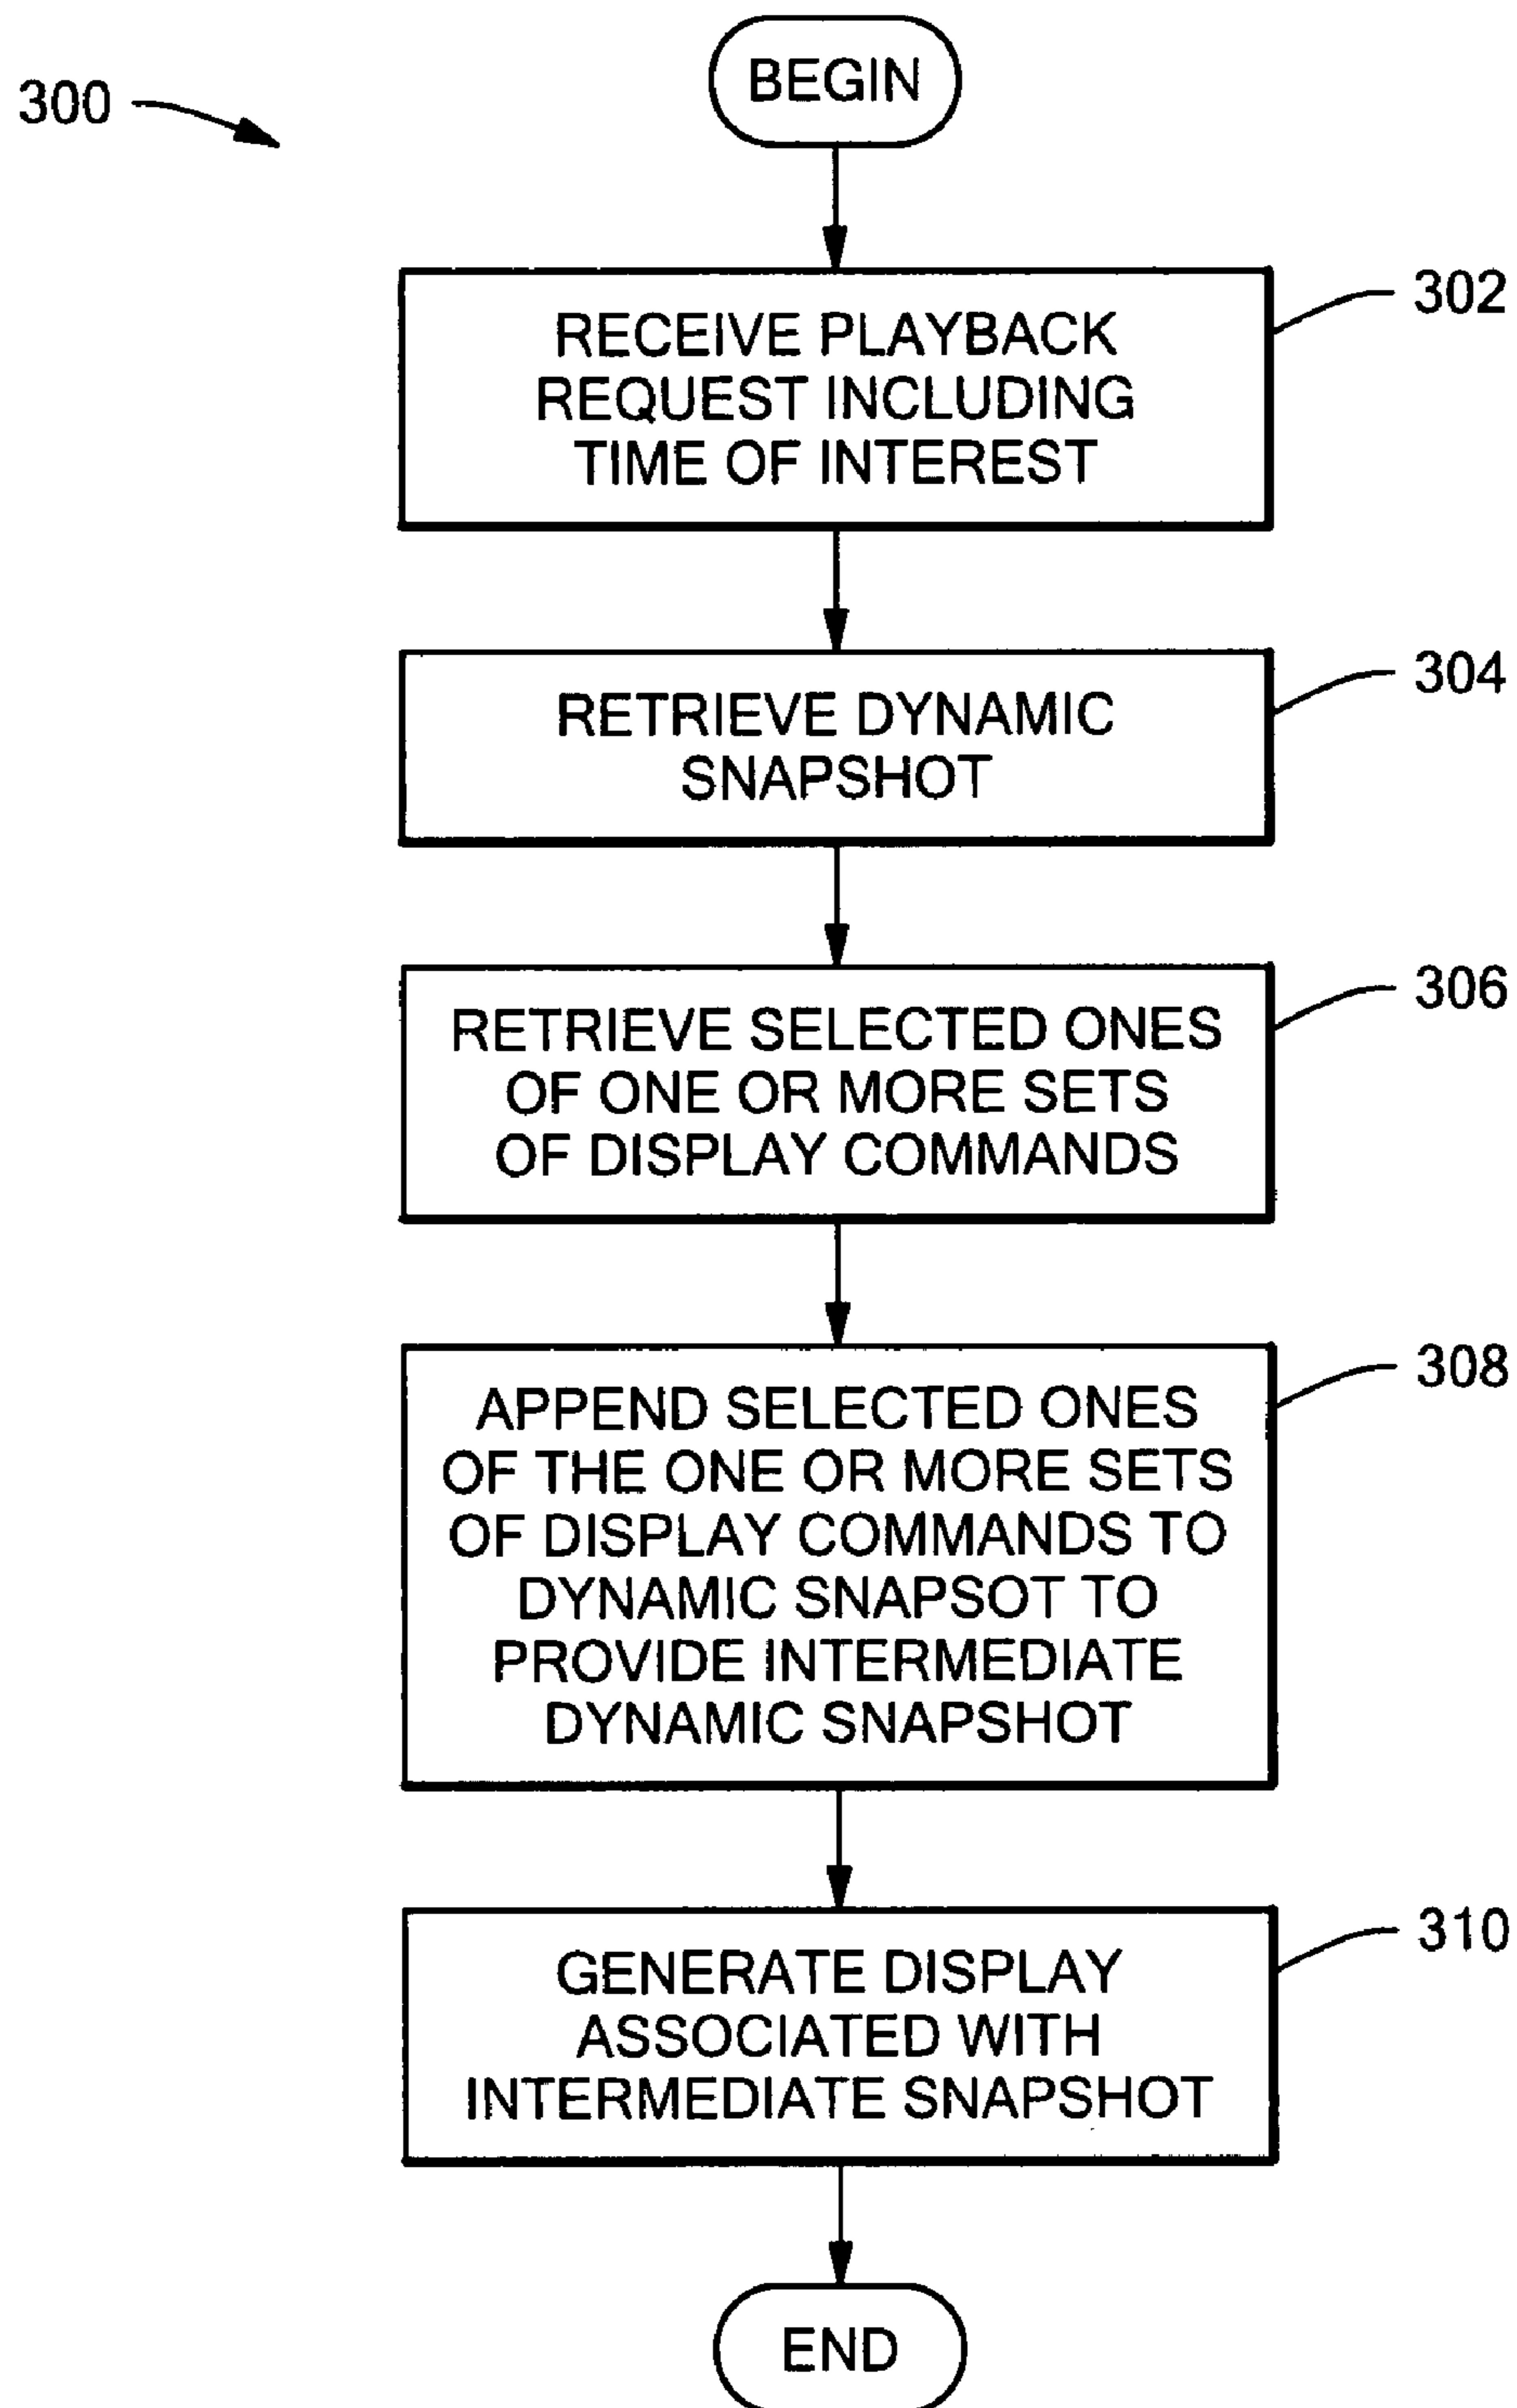 BEGIN
300
RECEIVE PLAYBACK
REQUEST INCLUDING
TIME OF INTEREST
302
RETRIEVE DYNAMIC
SNAPSHOT
304
RETRIEVE SELECTED ONES
OF ONE OR MORE SETS
OF DISPLAY COMMANDS
306
APPEND SELECTED ONES
OF THE ONE OR MORE SETS
OF DISPLAY COMMANDS TO
DYNAMIC SNAPSOT TO
PROVIDE INTERMEDIATE
DYNAMIC SNAPSHOT
308
GENERATE DISPLAY
ASSOCIATED WITH
INTERMEDIATE SNAPSHOT
310
END